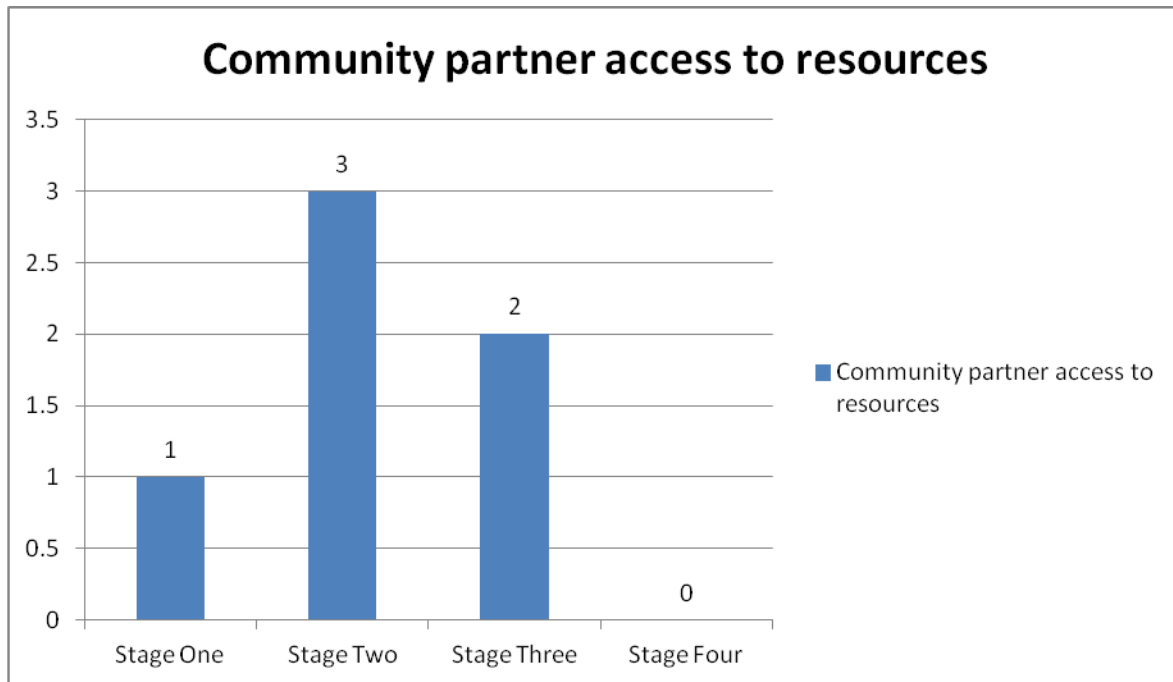 Community partner access to resources
3.5
3
2.5
2
1.5
1
0.5
0
1
3
2
0
Stage One
Stage Two
Stage Three
Stage Four
Community partner access to
resources